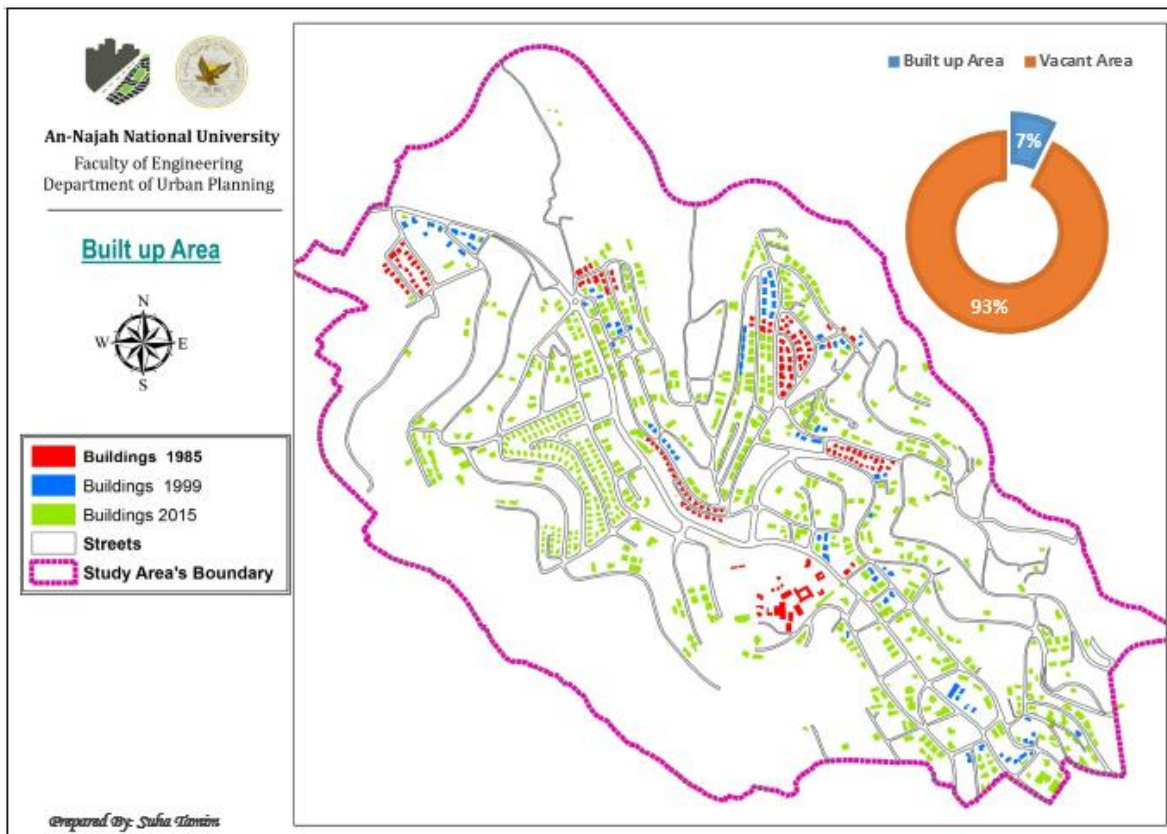 An-Najah National University
Faculty of Engineering
Department of Urban Planning
Built up Area
N
W E
S
Buildings 1985
Buildings 1999
Buildings 2015
Streets
Study Area's Boundary
Prepared By: Suha Tamim
Built up Area Vacant Area
7%
93%